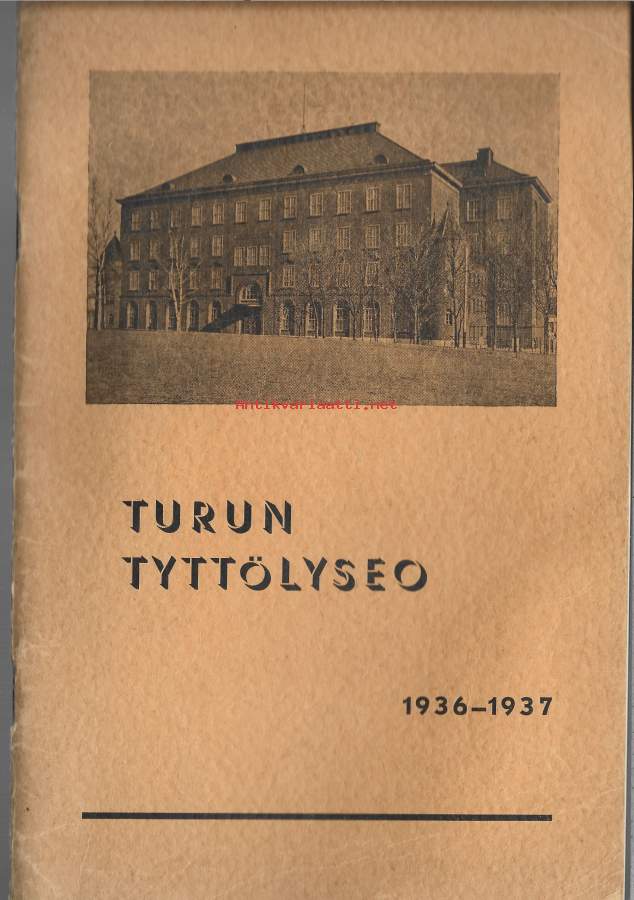 Antikvariaatti.net
TURUN
TYTTÖLYSEO
1936–1937